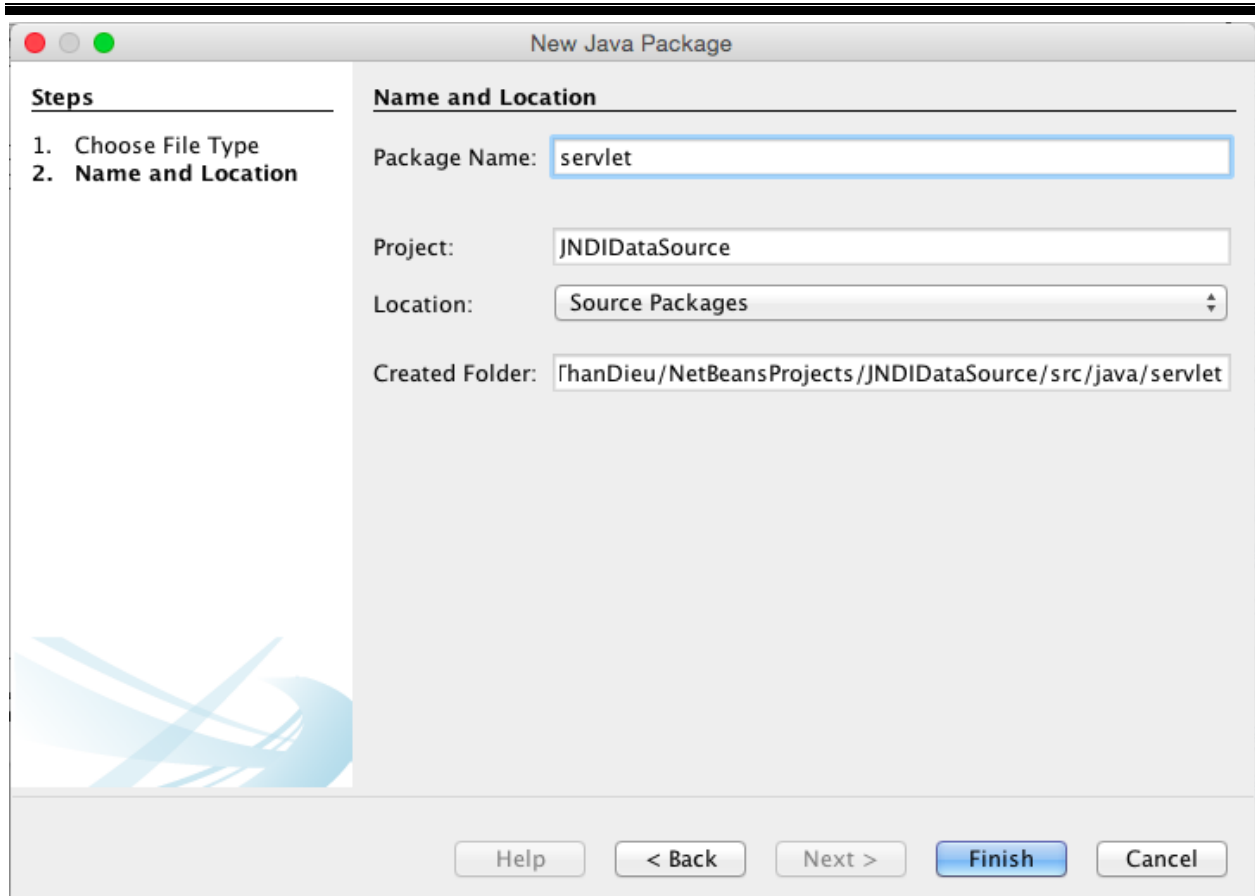 New Java Package
Steps
1. Choose File Type
2. Name and Location
Name and Location
Package Name: servlet
Project: JNDIDataSource
Location: Source Packages
Created Folder: ThanDieu/NetBeansProjects/JNDIDataSource/src/java/servlet
Help
< Back
Next >
Finish
Cancel